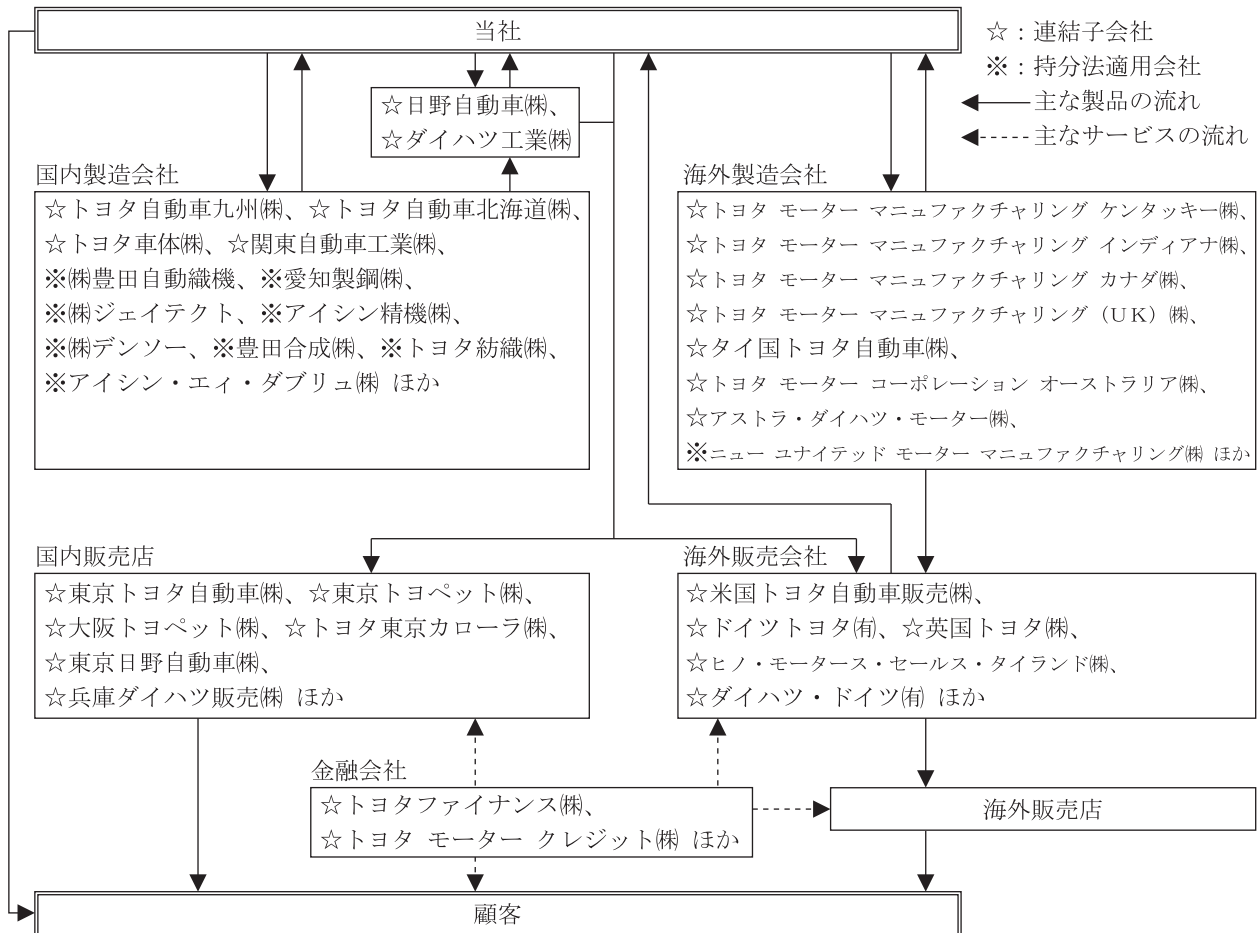 当社
☆：連結子会社
※：持分法適用会社
主な製品の流れ
主なサービスの流れ
☆日野自動車㈱、
☆ダイハツ工業㈱
国内製造会社
☆トヨタ自動車九州㈱、☆トヨタ自動車北海道㈱、
☆トヨタ車体㈱、☆関東自動車工業㈱、
※㈱豊田自動織機、※愛知製鋼㈱、
※㈱ジェイテクト、※アイシン精機㈱、
※㈱デンソー、※豊田合成㈱、※トヨタ紡織㈱、
※アイシン・エィ・ダブリュ㈱ ほか
海外製造会社
☆トヨタ モーター マニュファクチャリング ケンタッキー㈱、
☆トヨタ モーター マニュファクチャリング インディアナ㈱、
☆トヨタ モーター マニュファクチャリング カナダ㈱、
☆トヨタ モーター マニュファクチャリング（ＵＫ）㈱、
☆タイ国トヨタ自動車㈱、
☆トヨタ モーター コーポレーション オーストラリア㈱、
☆アストラ・ダイハツ・モーター㈱、
※ニュー ユナイテッド モーター マニュファクチャリング㈱ ほか
国内販売店
☆東京トヨタ自動車㈱、☆東京トヨペット㈱、
☆大阪トヨペット㈱、☆トヨタ東京カローラ㈱、
☆東京日野自動車㈱、
☆兵庫ダイハツ販売㈱ ほか
海外販売会社
☆米国トヨタ自動車販売㈱、
☆ドイツトヨタ㈲、☆英国トヨタ㈱、
☆ヒノ・モータース・セールス・タイランド㈱、
☆ダイハツ・ドイツ㈲ ほか
金融会社
☆トヨタファイナンス㈱、
☆トヨタ モーター クレジット㈱ ほか
海外販売店
顧客